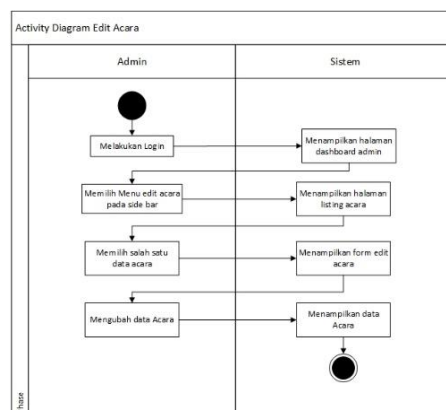 Activity Diagram Edit Acara
Admin
Sistem
Melakukan Login
Menampilkan halaman
dashboard admin
Memilih Menu edit acara
pada side bar
Menampilkan halaman
listing acara
Memilih salah satu
data acara
Menampilkan form edit
acara
Mengubah data Acara
Menampilkan data
Acara
hase